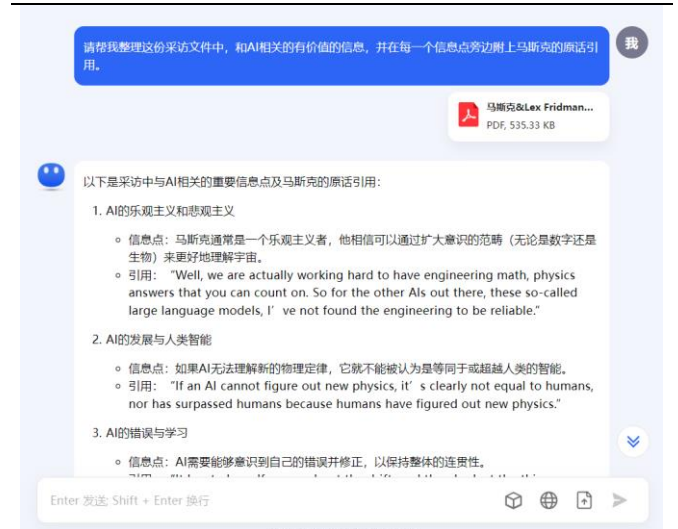 请帮我整理这份采访文件中，和AI相关的有价值的信息，并在每一个信息点旁边附上马斯克的原话引
用。
我
马斯克&Lex Fridman...
PDF, 535.33 KB
以下是采访中与AI相关的重要信息点及马斯克的原话引用：
1. AI的乐观主义和悲观主义
信息点：马斯克通常是一个乐观主义者，他相信可以通过扩大意识的范畴（无论是数字还是
生物）来更好地理解宇宙。
引用： “Well, we are actually working hard to have engineering math, physics
answers that you can count on. So for the other AIs out there, these so-called
large language models, I’ve not found the engineering to be reliable.”
2. AI的发展与人类智能
信息点：如果AI无法理解新的物理定律，它就不能被认为是等同于或超越人类的智能。
引用： “If an AI cannot figure out new physics, it’s clearly not equal to humans,
nor has surpassed humans because humans have figured out new physics.”
3. AI的错误与学习
信息点：AI需要能够意识到自己的错误并修正，以保持整体的连贯性。
Enter 发送; Shift + Enter 换行